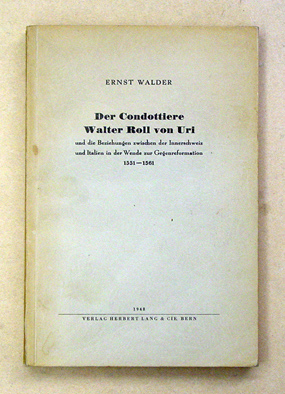 ERNST WALDER
Der Condottiere
Walter Roll von Uri
und die Beziehungen zwischen der Innerschweiz
und Italien in der Wende zur Gegenreformation
1551—1561
1948
VERLAG HERBERT LANG & CIE. BERN